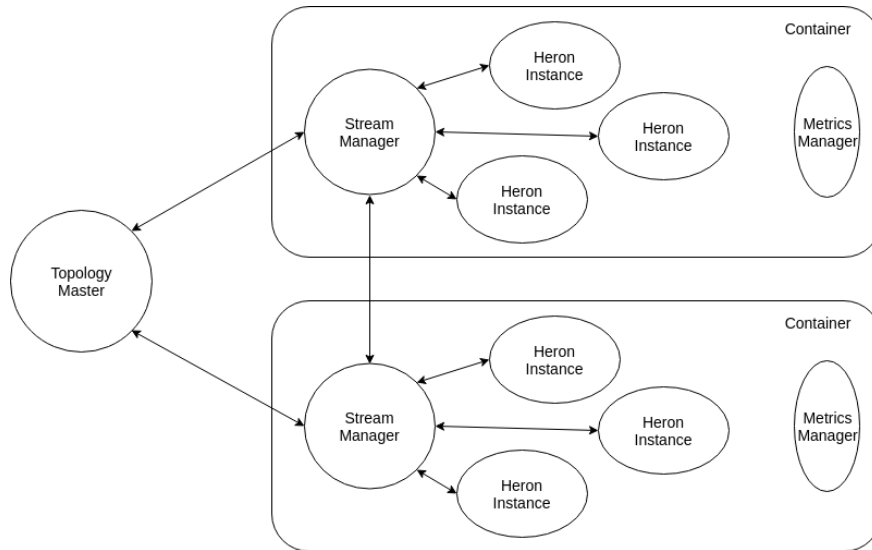 Container
Heron
Instance
Stream
Manager
Heron
Instance
Metrics
Manager
Heron
Instance
Topology
Master
Container
Heron
Instance
Stream
Manager
Heron
Instance
Metrics
Manager
Heron
Instance